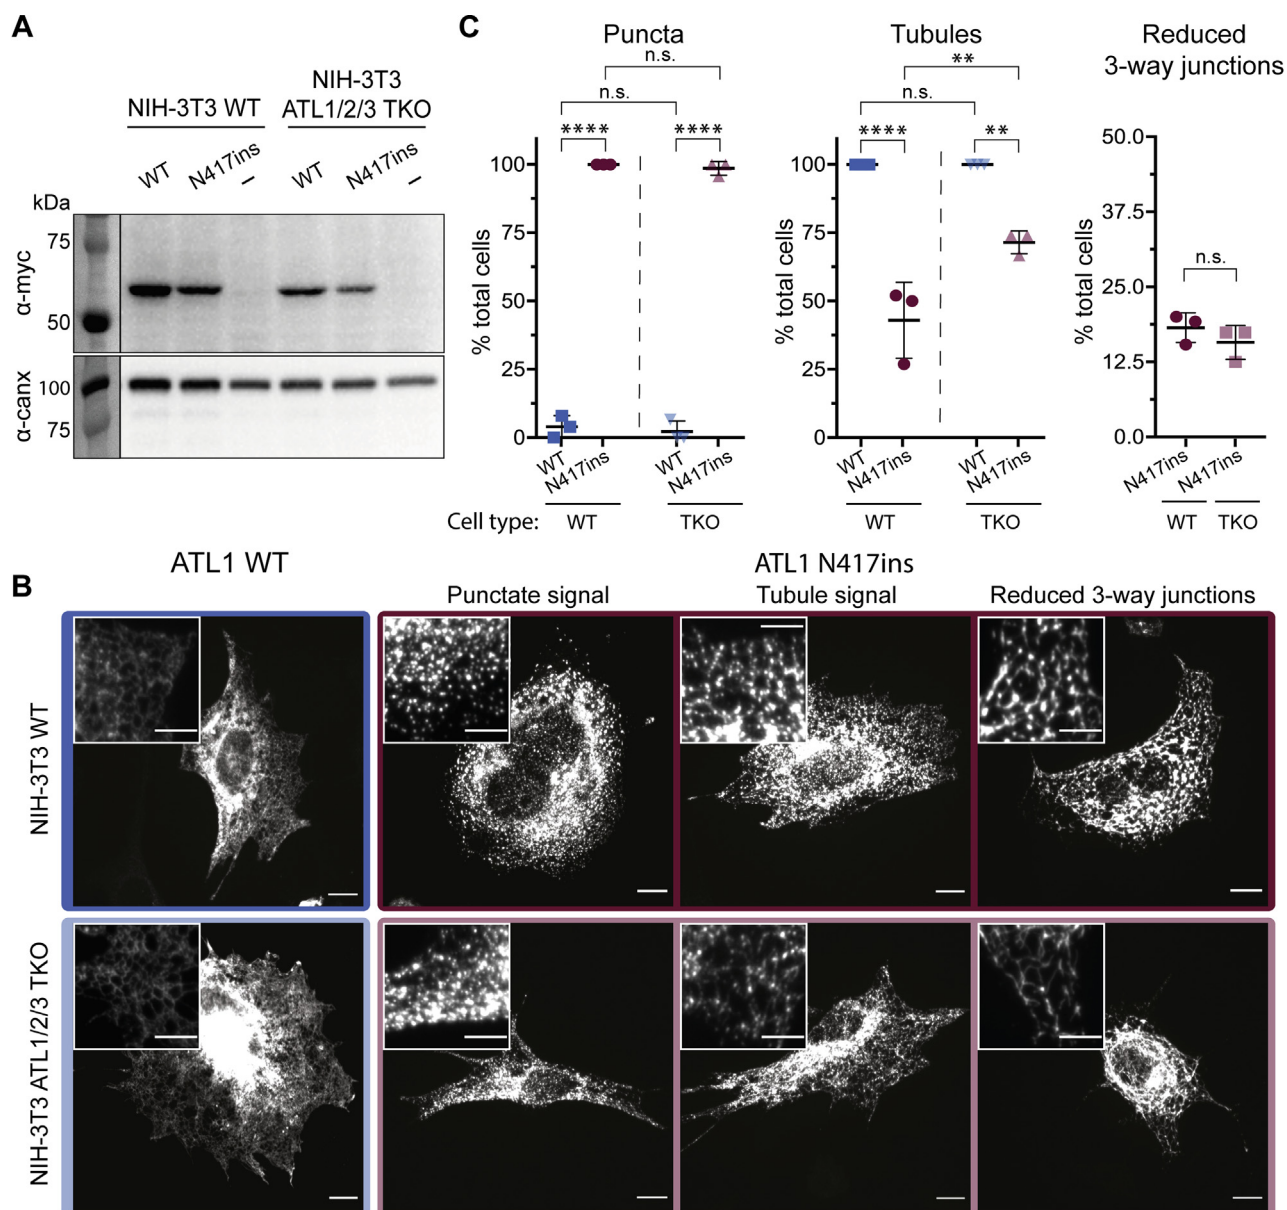 A
NIH-3T3 WT
NIH-3T3
ATL1/2/3 TKO
WT
N417ins
–
WT
N417ins
–
kDa
75
50
α-myc
100
75
α-canx
C
Puncta
n.s.
n.s.
****
****
% total cells
100
75
50
25
0
WT
N417ins
WT
N417ins
Cell type:
WT
TKO
Tubules
**
n.s.
****
**
% total cells
100
75
50
25
0
WT
N417ins
WT
N417ins
WT
TKO
Reduced
3-way junctions
% total cells
50.0
37.5
25.0
12.5
0.0
n.s.
N417ins
N417ins
WT
TKO
B
ATL1 WT
ATL1 N417ins
Punctate signal
Tubule signal
Reduced 3-way junctions
NIH-3T3 WT
NIH-3T3 ATL1/2/3 TKO